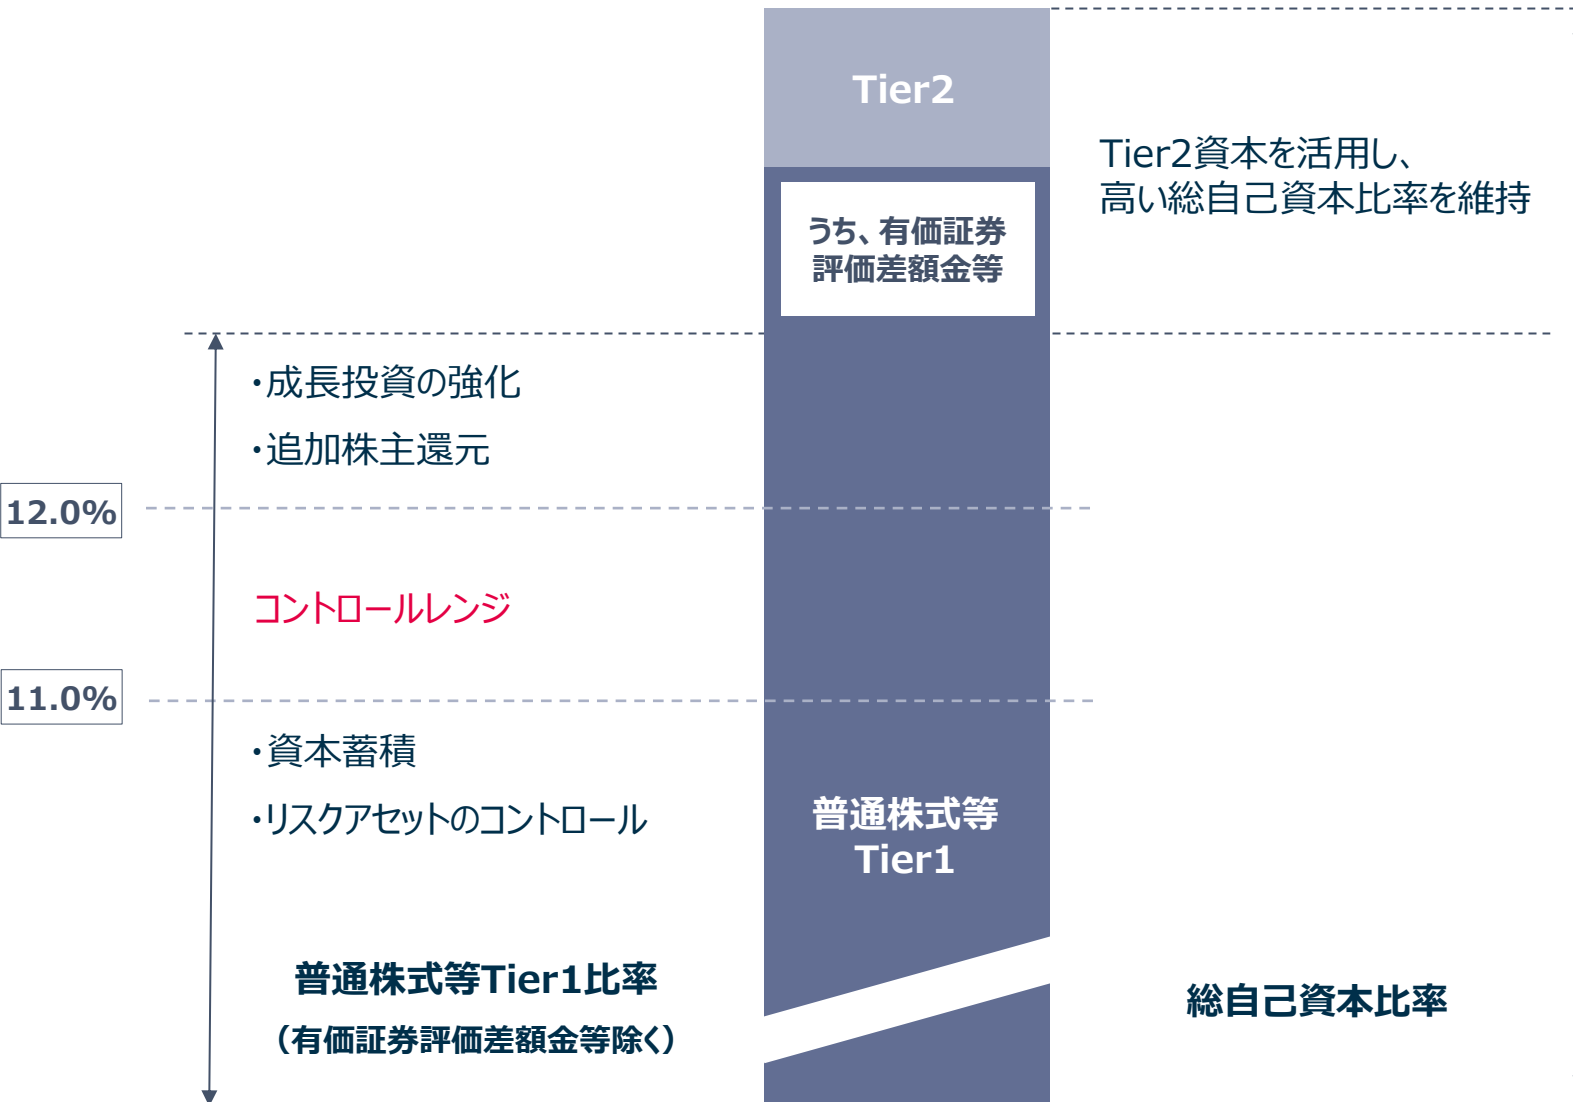 Tier2
Tier2資本を活用し、
高い総自己資本比率を維持
うち、有価証券
評価差額金等
・成長投資の強化
・追加株主還元
12.0%
コントロールレンジ
11.0%
・資本蓄積
・リスクアセットのコントロール
普通株式等
Tier1
普通株式等Tier1比率
（有価証券評価差額金等除く）
総自己資本比率